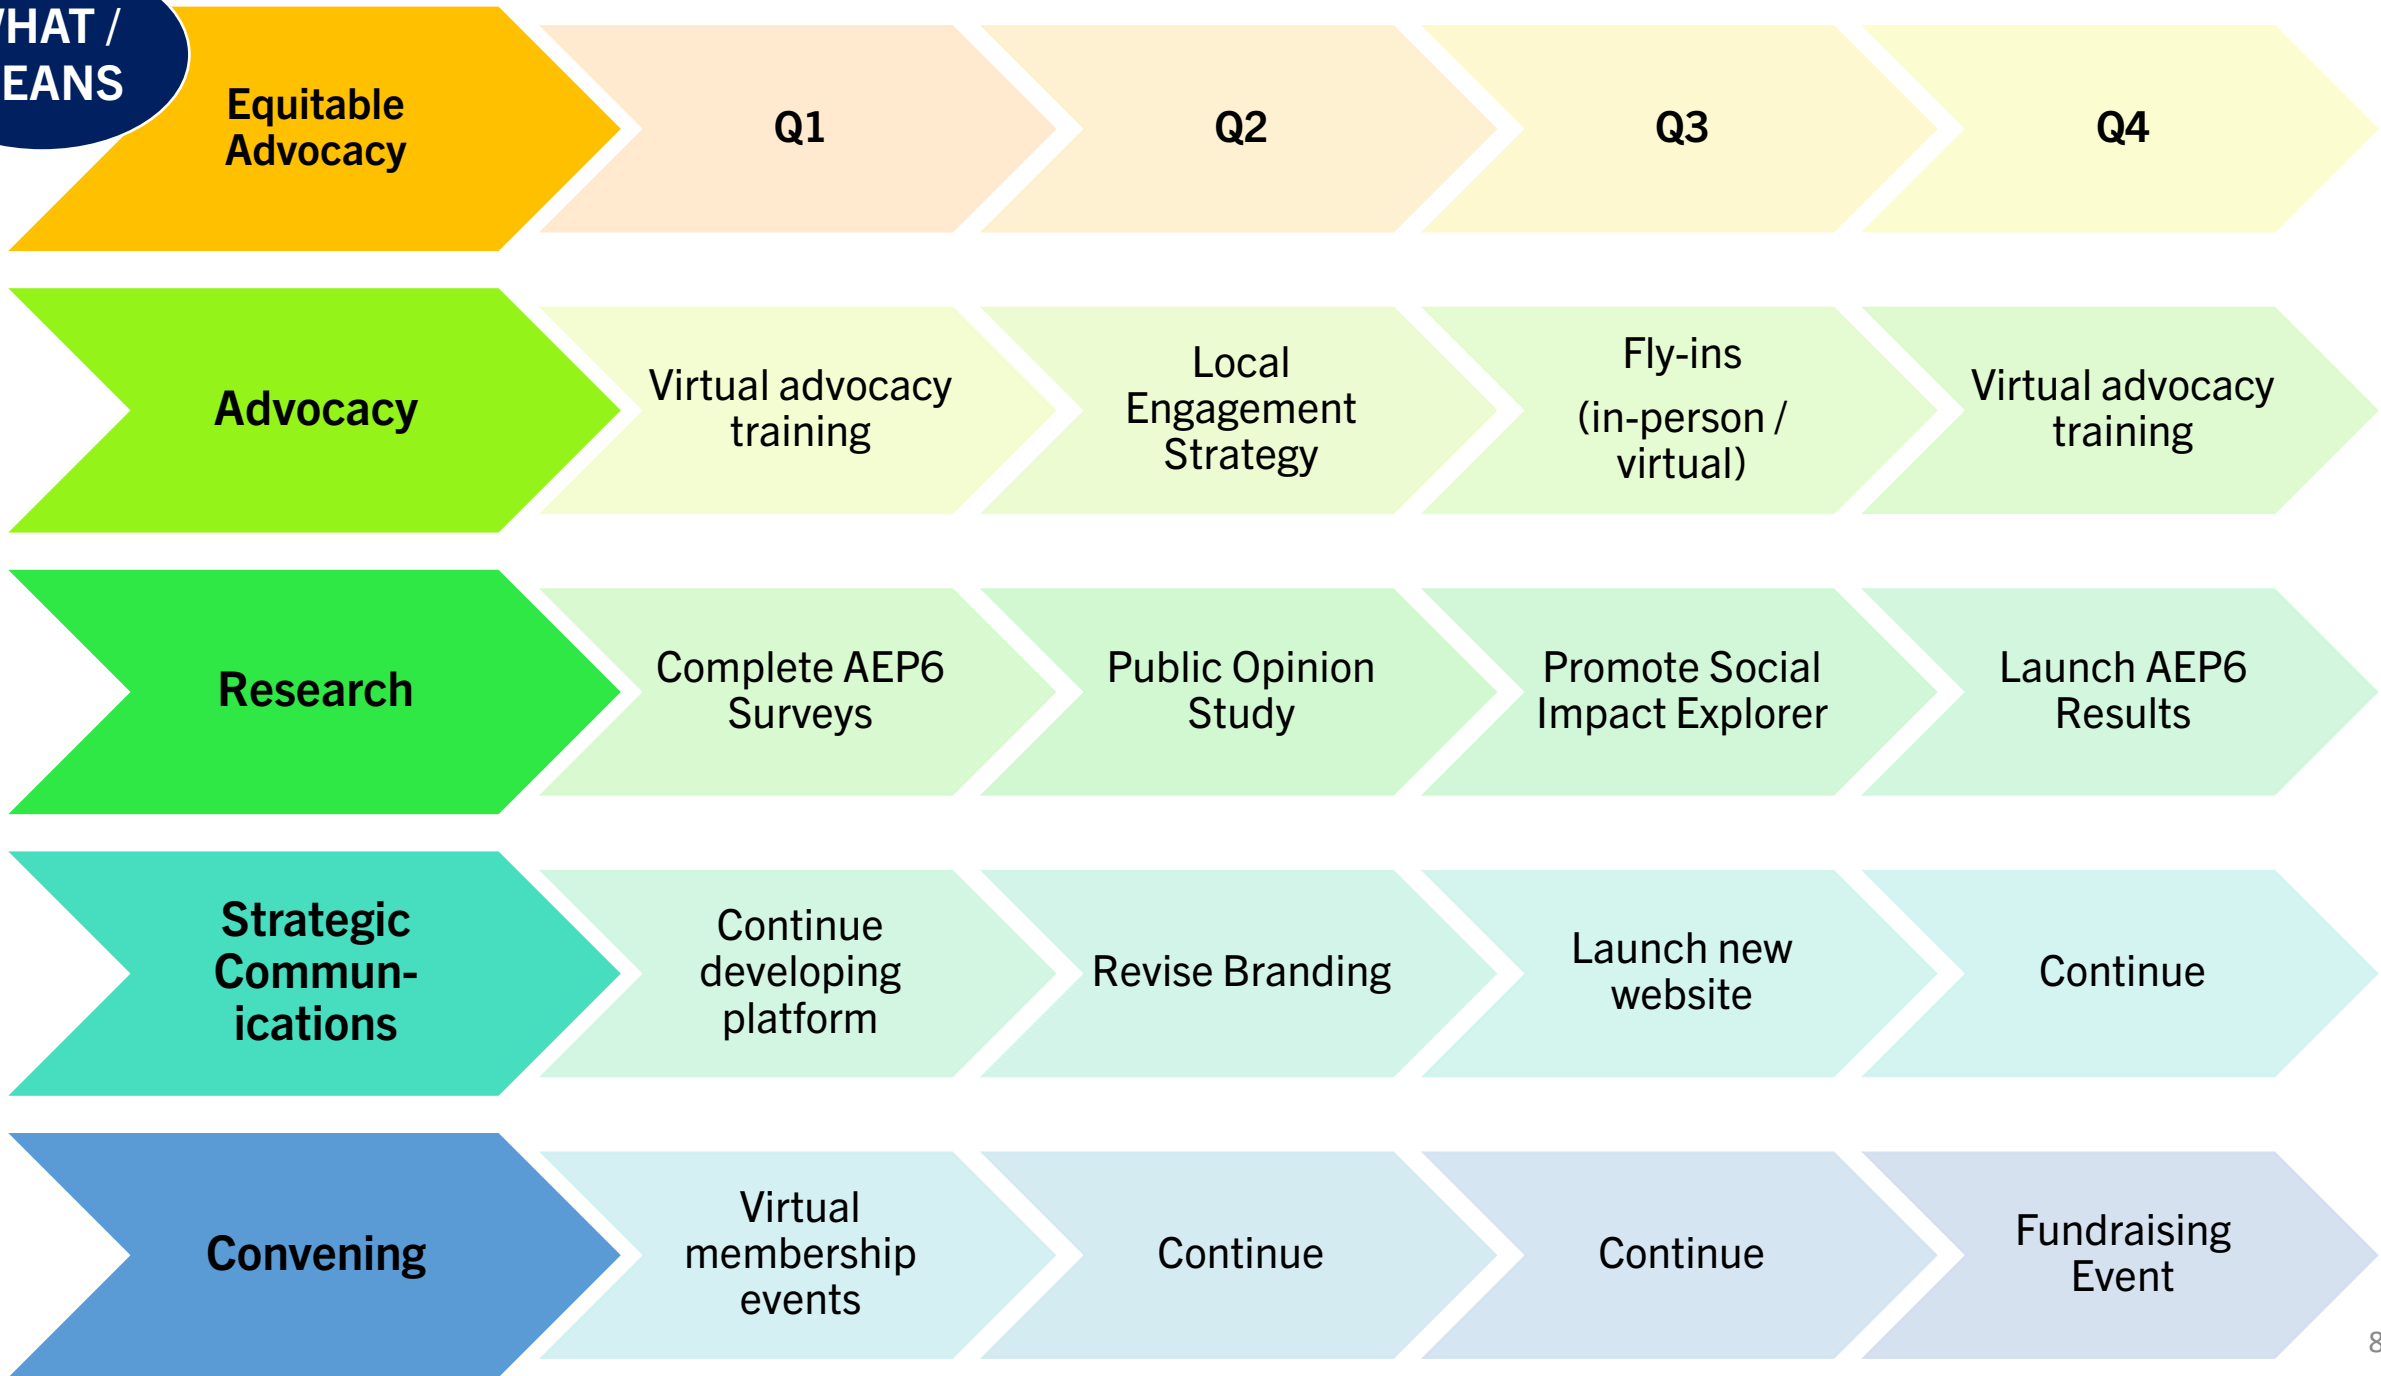 HAT /
EANS
Equitable
Advocacy
Q1
Q2
Q3
Q4
Advocacy
Virtual advocacy
training
Local
Engagement
Strategy
Fly-ins
(in-person /
virtual)
Virtual advocacy
training
Research
Complete AEP6
Surveys
Public Opinion
Study
Promote Social
Impact Explorer
Launch AEP6
Results
Strategic
Commun-
ications
Continue
developing
platform
Revise Branding
Launch new
website
Continue
Convening
Virtual
membership
events
Continue
Continue
Fundraising
Event
8